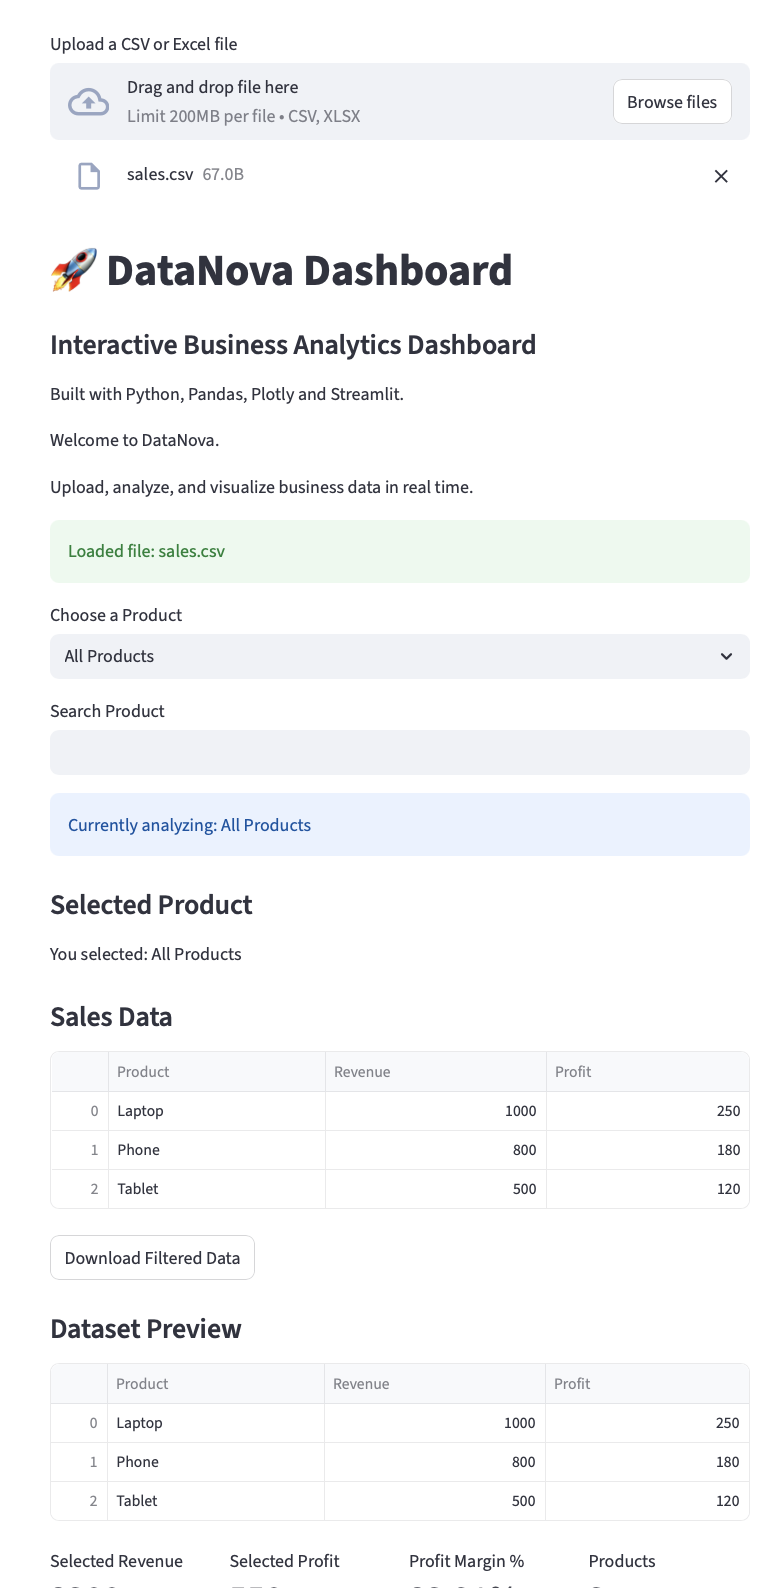 Upload a CSV or Excel file
Drag and drop file here
Limit 200MB per file • CSV, XLSX
Browse files
sales.csv 67.0B
🚀 DataNova Dashboard
Interactive Business Analytics Dashboard
Built with Python, Pandas, Plotly and Streamlit.
Welcome to DataNova.
Upload, analyze, and visualize business data in real time.
Loaded file: sales.csv
Choose a Product
All Products
Search Product
Currently analyzing: All Products
Selected Product
You selected: All Products
Sales Data
Product Revenue Profit
0 Laptop 1000 250
1 Phone 800 180
2 Tablet 500 120
Download Filtered Data
Dataset Preview
Product Revenue Profit
0 Laptop 1000 250
1 Phone 800 180
2 Tablet 500 120
Selected Revenue Selected Profit Profit Margin % Products